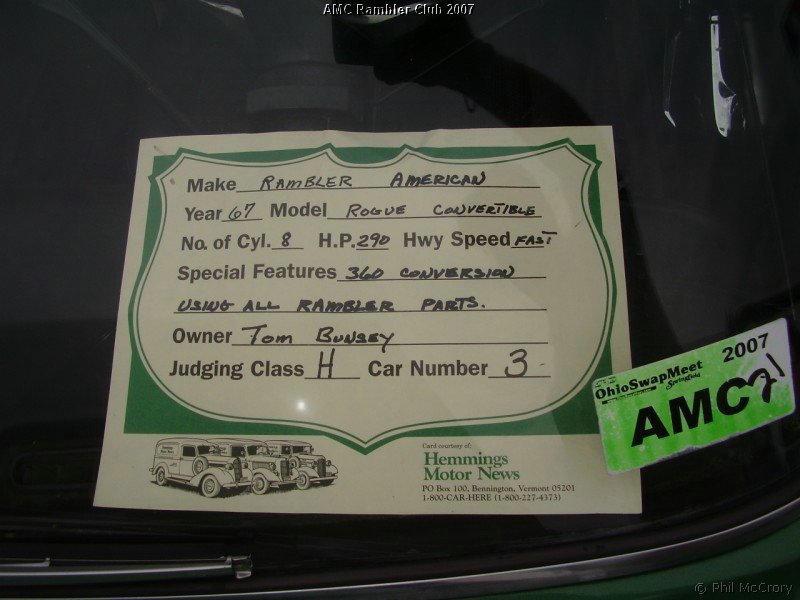 AMC Rambler Club 2007
Make RAMBLER AMERICAN
Year 67 Model ROGUE CONVERTIBLE
No. of Cyl. 8 H.P. 290 Hwy Speed FAST
Special Features 360 CONVERSION
USING ALL RAMBLER PARTS.
Owner TOM BUNSEY
Judging Class H Car Number 3
Card courtesy of:
Hemmings
Motor News
PO Box 100, Bennington, Vermont 05201
1-800-CAR-HERE (1-800-227-4373)
2007
OhioSwapMeet
Springfield
AMC 21
© Phil McCrory